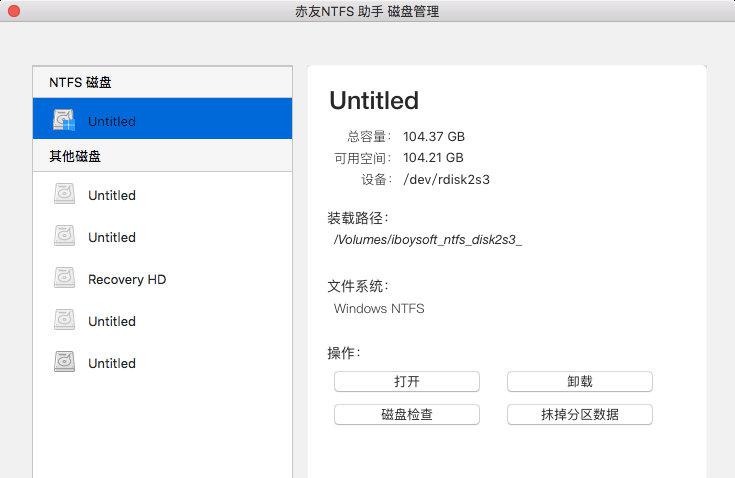 赤友NTFS 助手 磁盘管理
NTFS 磁盘
Untitled
其他磁盘
Untitled
Untitled
Recovery HD
Untitled
Untitled
Untitled
总容量： 104.37 GB
可用空间： 104.21 GB
设备： /dev/rdisk2s3
装载路径：
/Volumes/iboysoft_ntfs_disk2s3_
文件系统：
Windows NTFS
操作：
打开 卸载
磁盘检查 抹掉分区数据